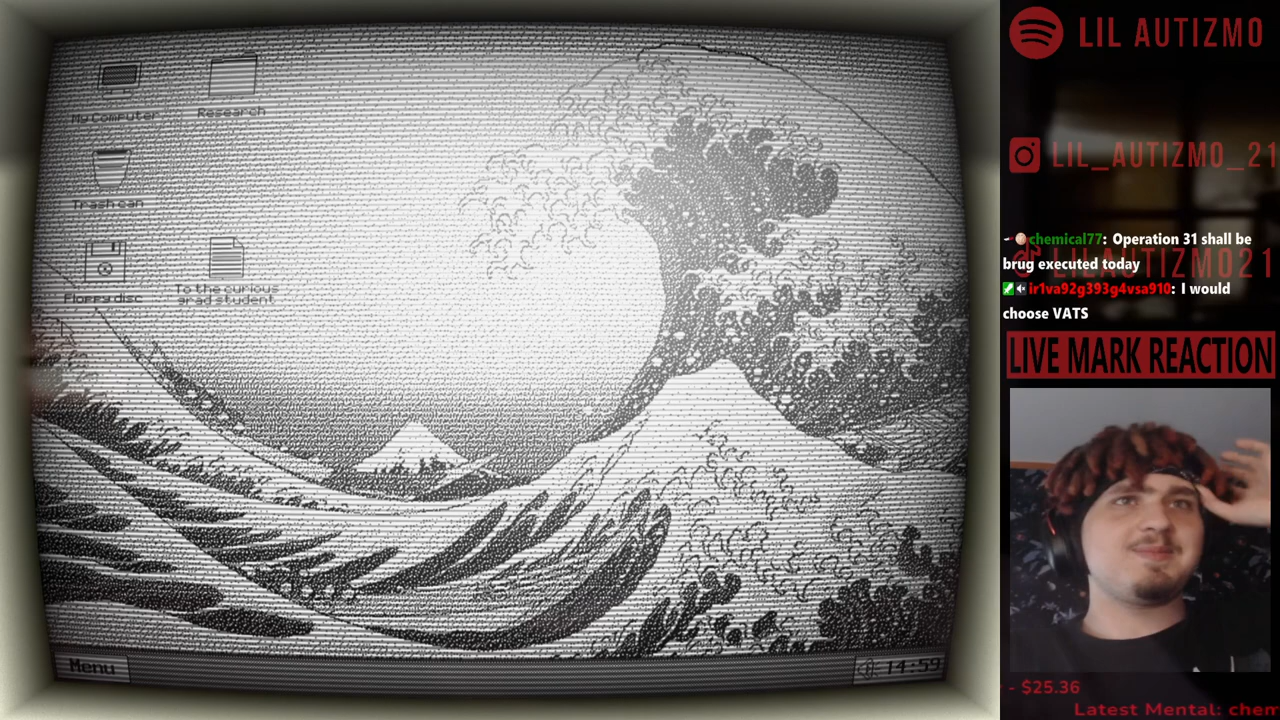 My Computer
Research
Trash can
Floppy disc
To the curious
grad student
Menu
14:59
LIL AUTIZMO
LIL_AUTIZMO_21
chemical77: Operation 31 shall be
brug executed today
LILAUTIZMO21
ir1va92g393g4vsa910: I would
choose VATS
LIVE MARK REACTION
- $25.36
Latest Mental: chem